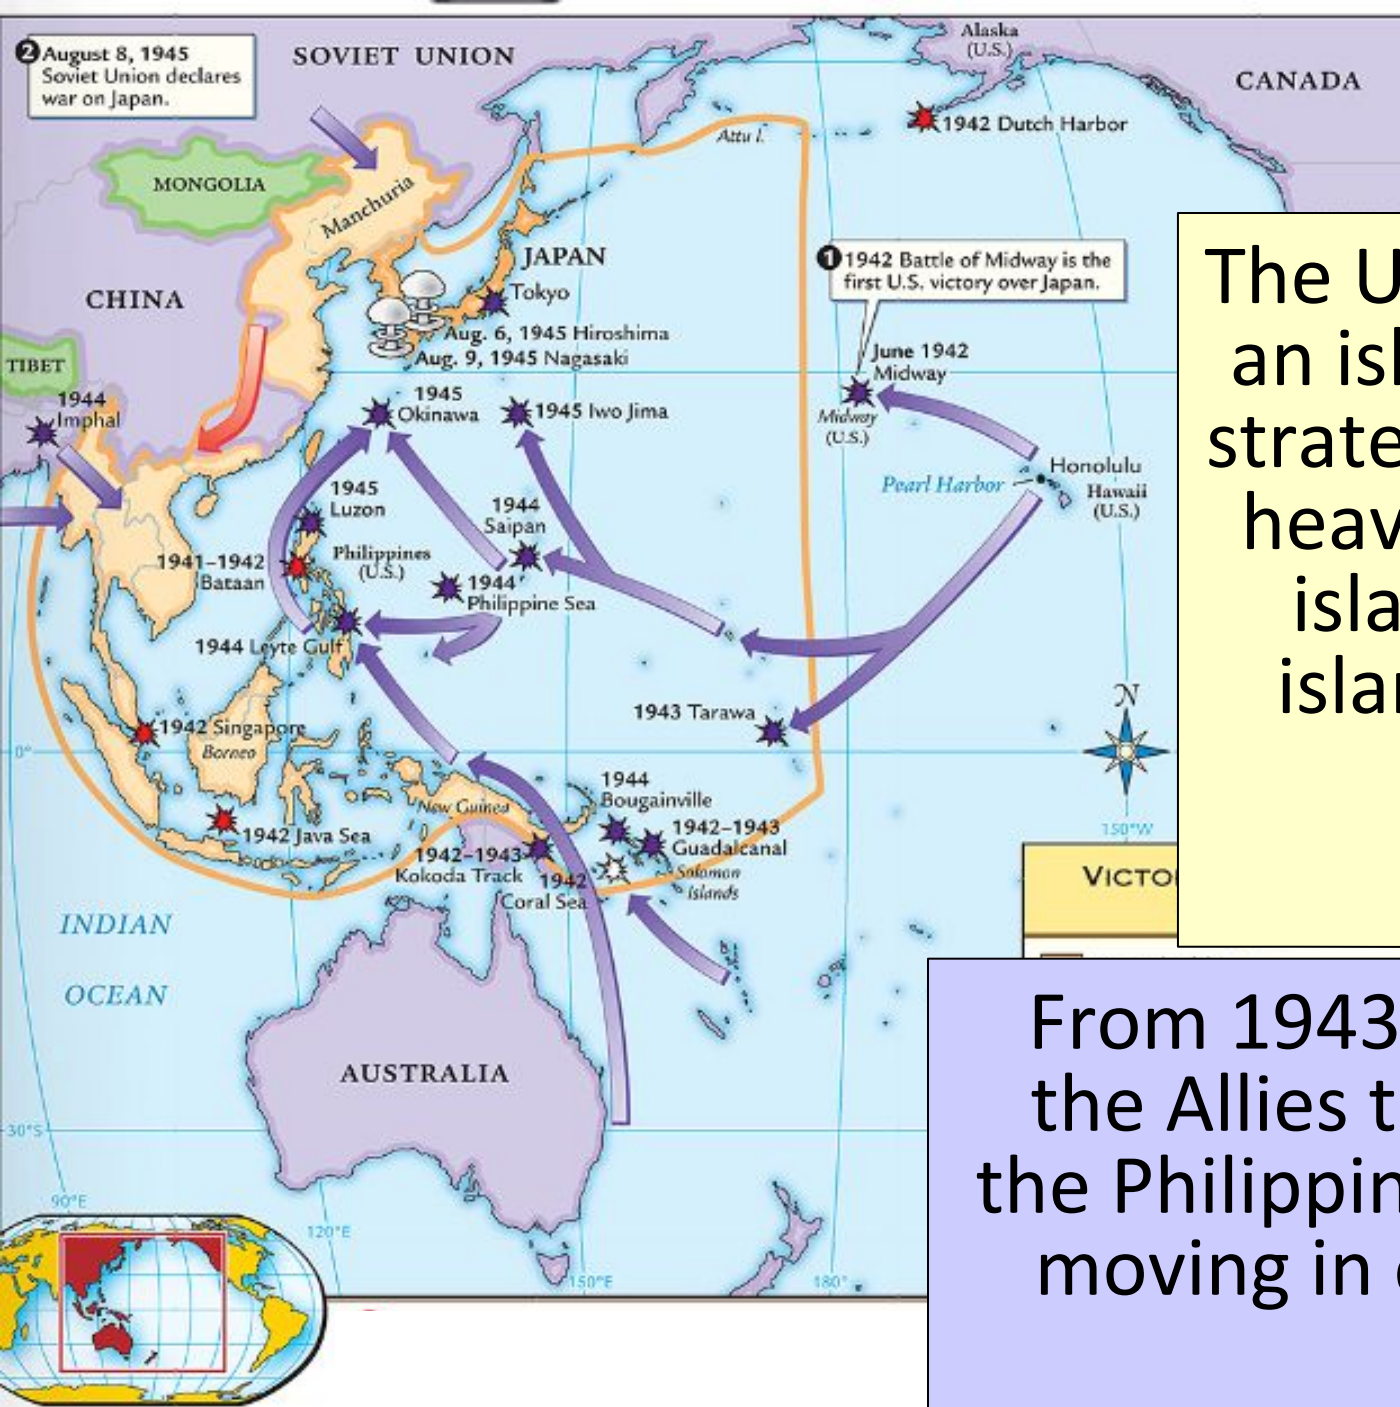 2 August 8, 1945
Soviet Union declares
war on Japan.
SOVIET UNION
Alaska
(U.S.)
CANADA
1942 Dutch Harbor
Attu I.
MONGOLIA
Manchuria
JAPAN
Tokyo
CHINA
Aug. 6, 1945 Hiroshima
Aug. 9, 1945 Nagasaki
1 1942 Battle of Midway is the
first U.S. victory over Japan.
TIBET
June 1942
Midway
Midway
(U.S.)
1944
Imphal
1945
Okinawa
1945 Iwo Jima
Honolulu
Pearl Harbor
Hawaii
(U.S.)
1945
Luzon
1944
Saipan
1941–1942
Bataan
Philippines
(U.S.)
1944
Philippine Sea
1944 Leyte Gulf
1943 Tarawa
1942 Singapore
Borneo
N
0°
1944
Bougainville
New Guinea
1942 Java Sea
1942–1943
Guadalcanal
1942–1943
Kokoda Track
1942
Coral Sea
Solomon
Islands
150°W
INDIAN
OCEAN
AUSTRALIA
30°S
90°E
120°E
150°E
180°
The U
an isl
strate
heav
isla
islan
VICTO
From 1943
the Allies t
the Philippin
moving in